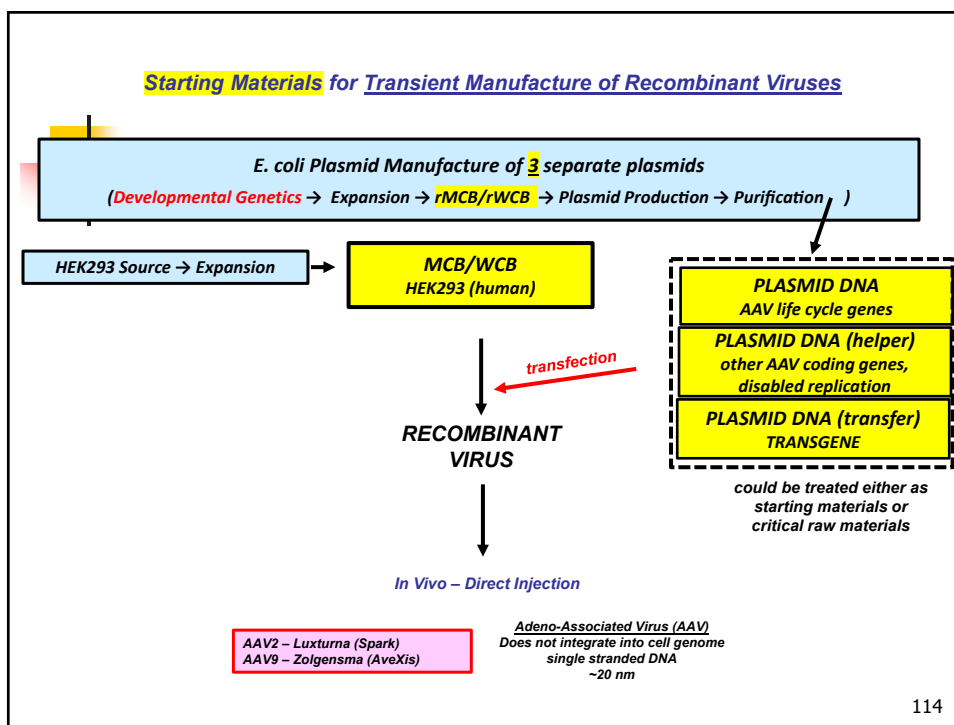 Starting Materials for Transient Manufacture of Recombinant Viruses
E. coli Plasmid Manufacture of 3 separate plasmids
(Developmental Genetics → Expansion → rMCB/rWCB → Plasmid Production → Purification )
HEK293 Source → Expansion
MCB/WCB
HEK293 (human)
PLASMID DNA
AAV life cycle genes
PLASMID DNA (helper)
other AAV coding genes,
disabled replication
PLASMID DNA (transfer)
TRANSGENE
transfection
RECOMBINANT
VIRUS
could be treated either as
starting materials or
critical raw materials
In Vivo – Direct Injection
AAV2 – Luxturna (Spark)
AAV9 – Zolgensma (AveXis)
Adeno-Associated Virus (AAV)
Does not integrate into cell genome
single stranded DNA
~20 nm
114